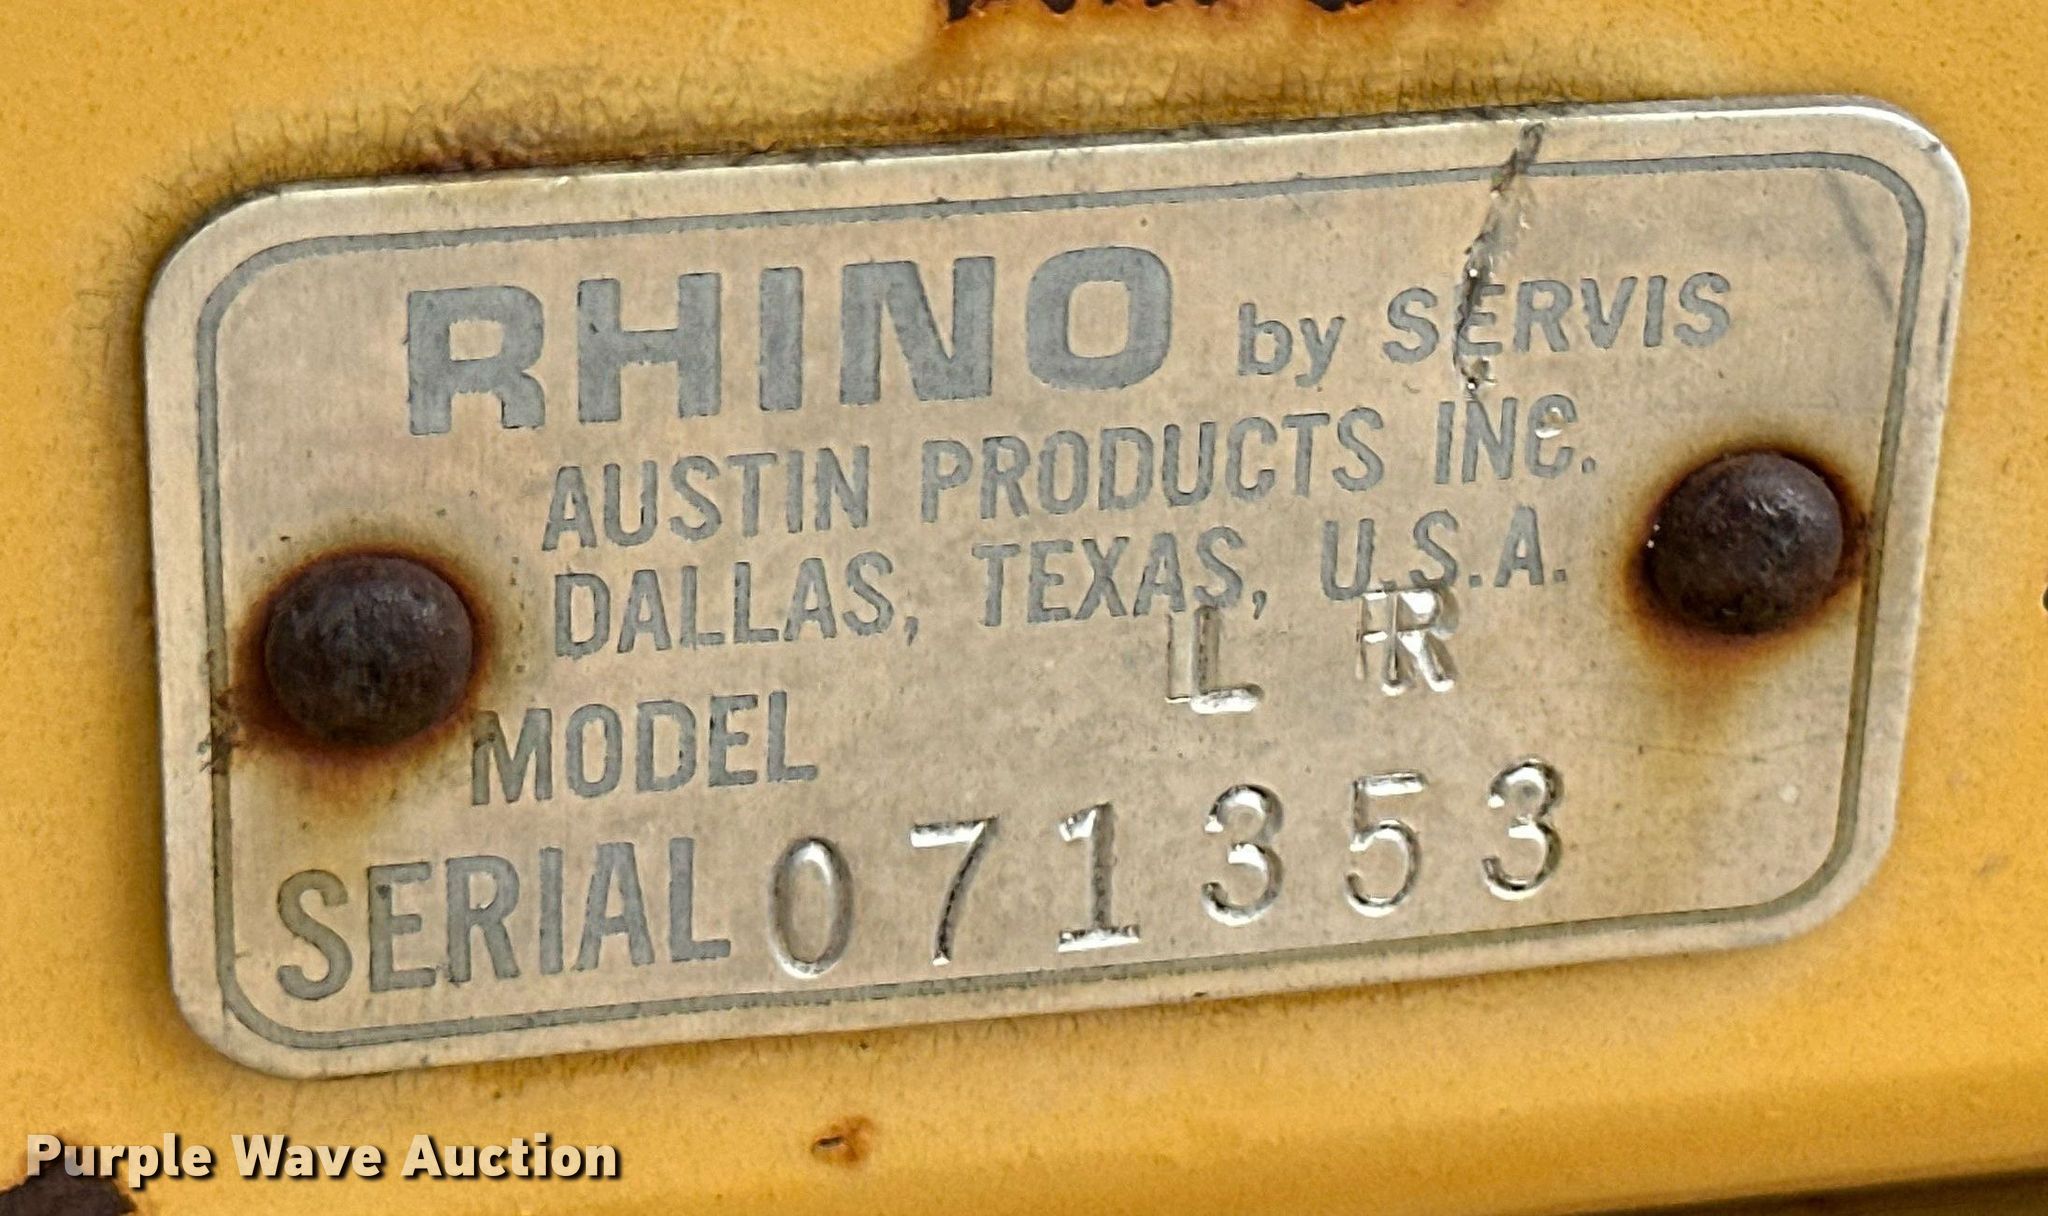 RHINO by SERVIS
AUSTIN PRODUCTS INC.
DALLAS, TEXAS, U.S.A.
MODEL L R
SERIAL 071353
Purple Wave Auction